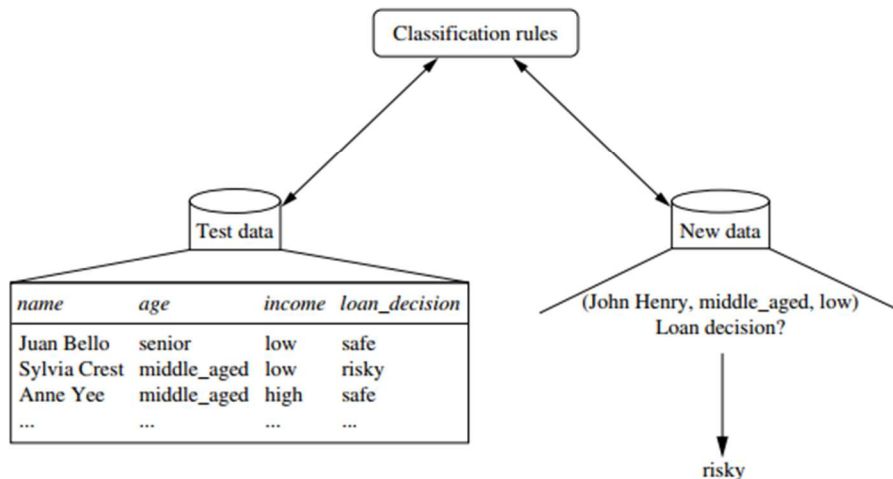 Classification rules
Test data
New data
name age income loan_decision
Juan Bello senior low safe
Sylvia Crest middle_aged low risky
Anne Yee middle_aged high safe
... ... ... ...
(John Henry, middle_aged, low)
Loan decision?
risky